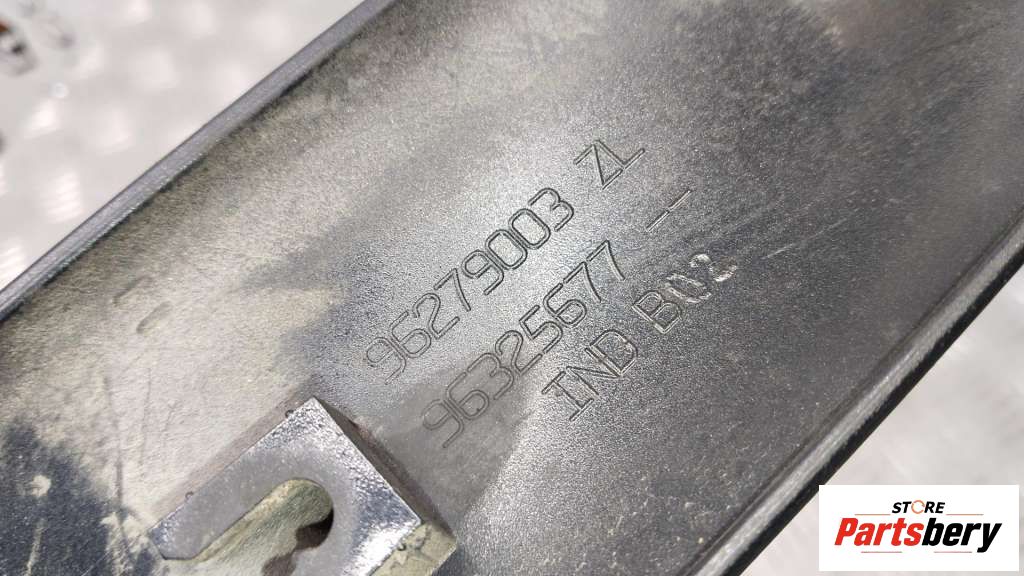 96279003 ZL
96325677 --
IND B02
STORE
Partsbery